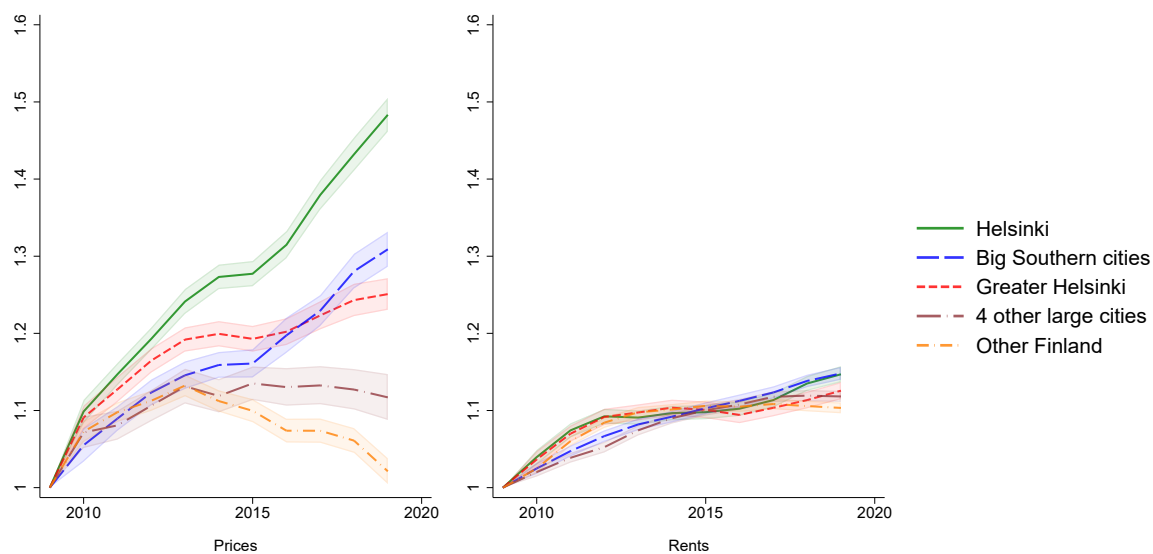 1.6
1.5
1.4
1.3
1.2
1.1
1
2010
2015
2020
Prices
1.6
1.5
1.4
1.3
1.2
1.1
1
2010
2015
2020
Rents
Helsinki
Big Southern cities
Greater Helsinki
4 other large cities
Other Finland